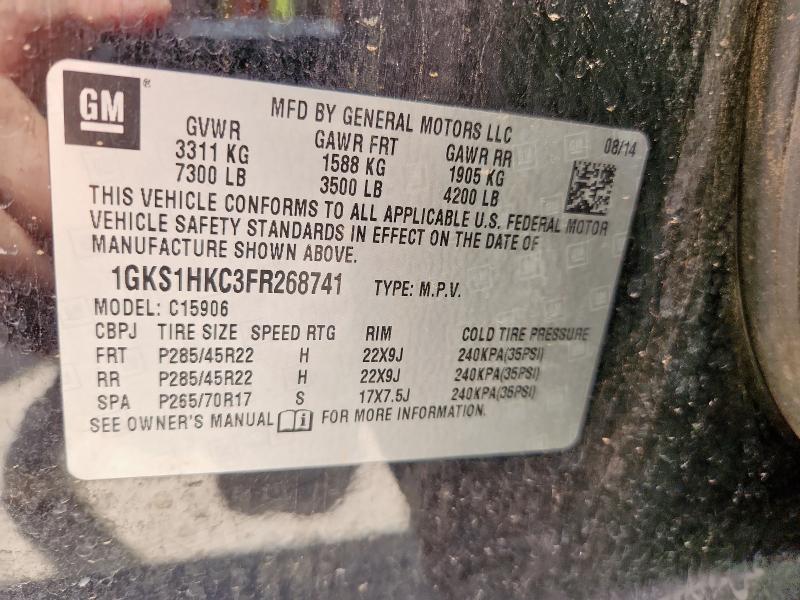 GM®
MFD BY GENERAL MOTORS LLC
08/14
GVWR GAWR FRT GAWR RR
3311 KG 1588 KG 1905 KG
7300 LB 3500 LB 4200 LB
THIS VEHICLE CONFORMS TO ALL APPLICABLE U.S. FEDERAL MOTOR
VEHICLE SAFETY STANDARDS IN EFFECT ON THE DATE OF
MANUFACTURE SHOWN ABOVE.
1GKS1HKC3FR268741 TYPE: M.P.V.
MODEL: C15906
CBPJ TIRE SIZE SPEED RTG RIM COLD TIRE PRESSURE
FRT P285/45R22 H 22X9J 240KPA(35PSI)
RR P285/45R22 H 22X9J 240KPA(35PSI)
SPA P265/70R17 S 17X7.5J 240KPA(35PSI)
SEE OWNER'S MANUAL i FOR MORE INFORMATION.